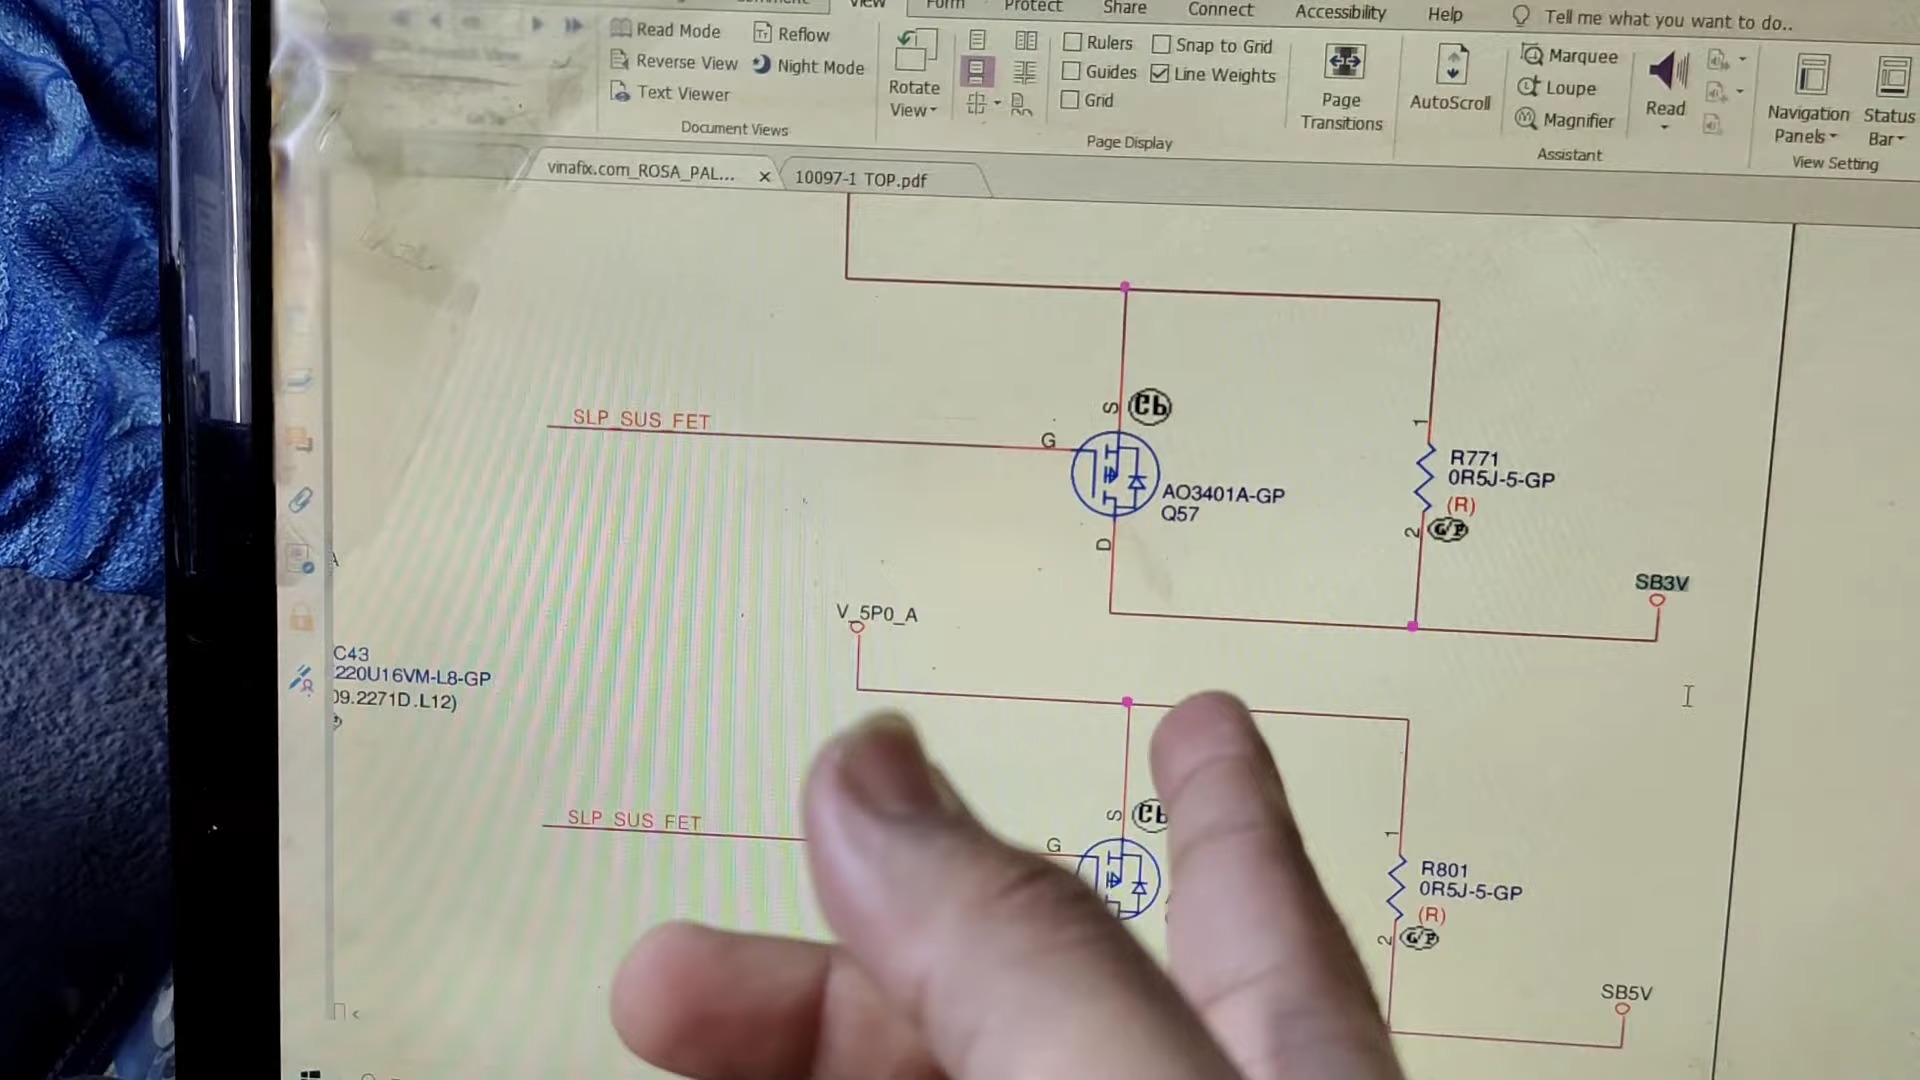 View
Form
Protect
Share
Connect
Accessibility
Help
Tell me what you want to do..
Read Mode
Reflow
Reverse View
Night Mode
Text Viewer
Document Views
Rotate
View
Rulers
Snap to Grid
Guides
Line Weights
Grid
Page Display
Page
Transitions
AutoScroll
Marquee
Loupe
Magnifier
Assistant
Read
Navigation
Panels
Status
Bar
View Setting
vinafix.com_ROSA_PAL...
10097-1 TOP.pdf
SLP_SUS_FET
G
S
D
AO3401A-GP
Q57
1
R771
0R5J-5-GP
(R)
G/P
2
SB3V
V_5P0_A
C43
220U16VM-L8-GP
09.2271D.L12)
SLP_SUS_FET
G
S
1
R801
0R5J-5-GP
(R)
G/P
2
SB5V